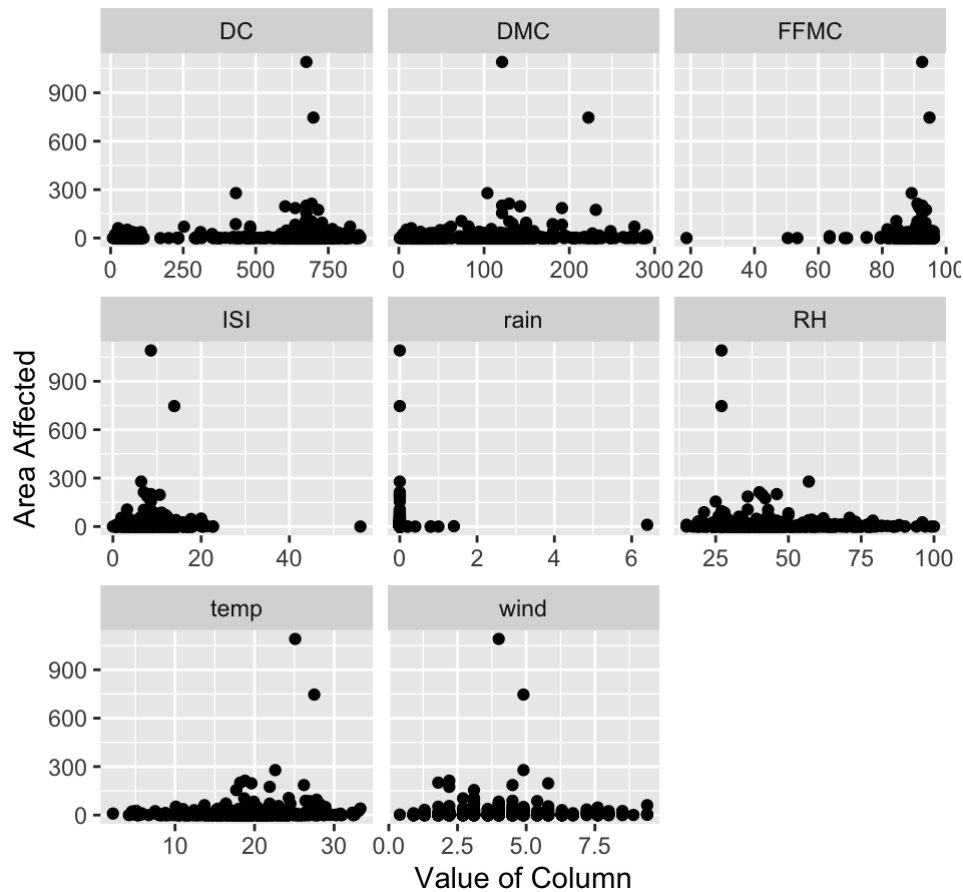 DC DMC FFMC
900
600
300
0
0 250 500 750 0 100 200 300 20 40 60 80 100
ISI rain RH
900
600
300
0
0 20 40 0 2 4 6 25 50 75 100
temp wind
900
600
300
0
10 20 30 0.0 2.5 5.0 7.5
Area Affected
Value of Column